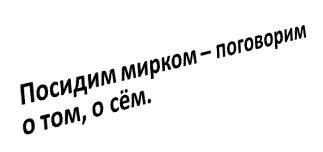 Посидим мирком – поговорим
о том, о сём.